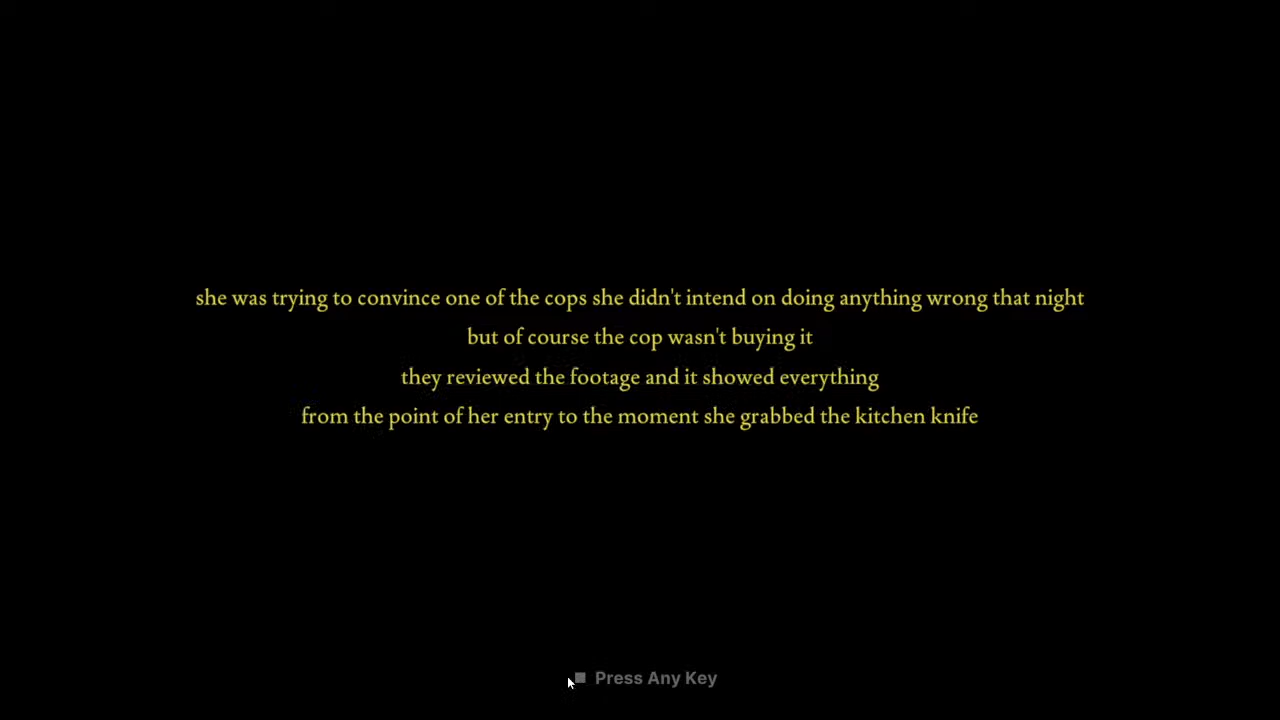 she was trying to convince one of the cops she didn't intend on doing anything wrong that night
but of course the cop wasn't buying it
they reviewed the footage and it showed everything
from the point of her entry to the moment she grabbed the kitchen knife
Press Any Key